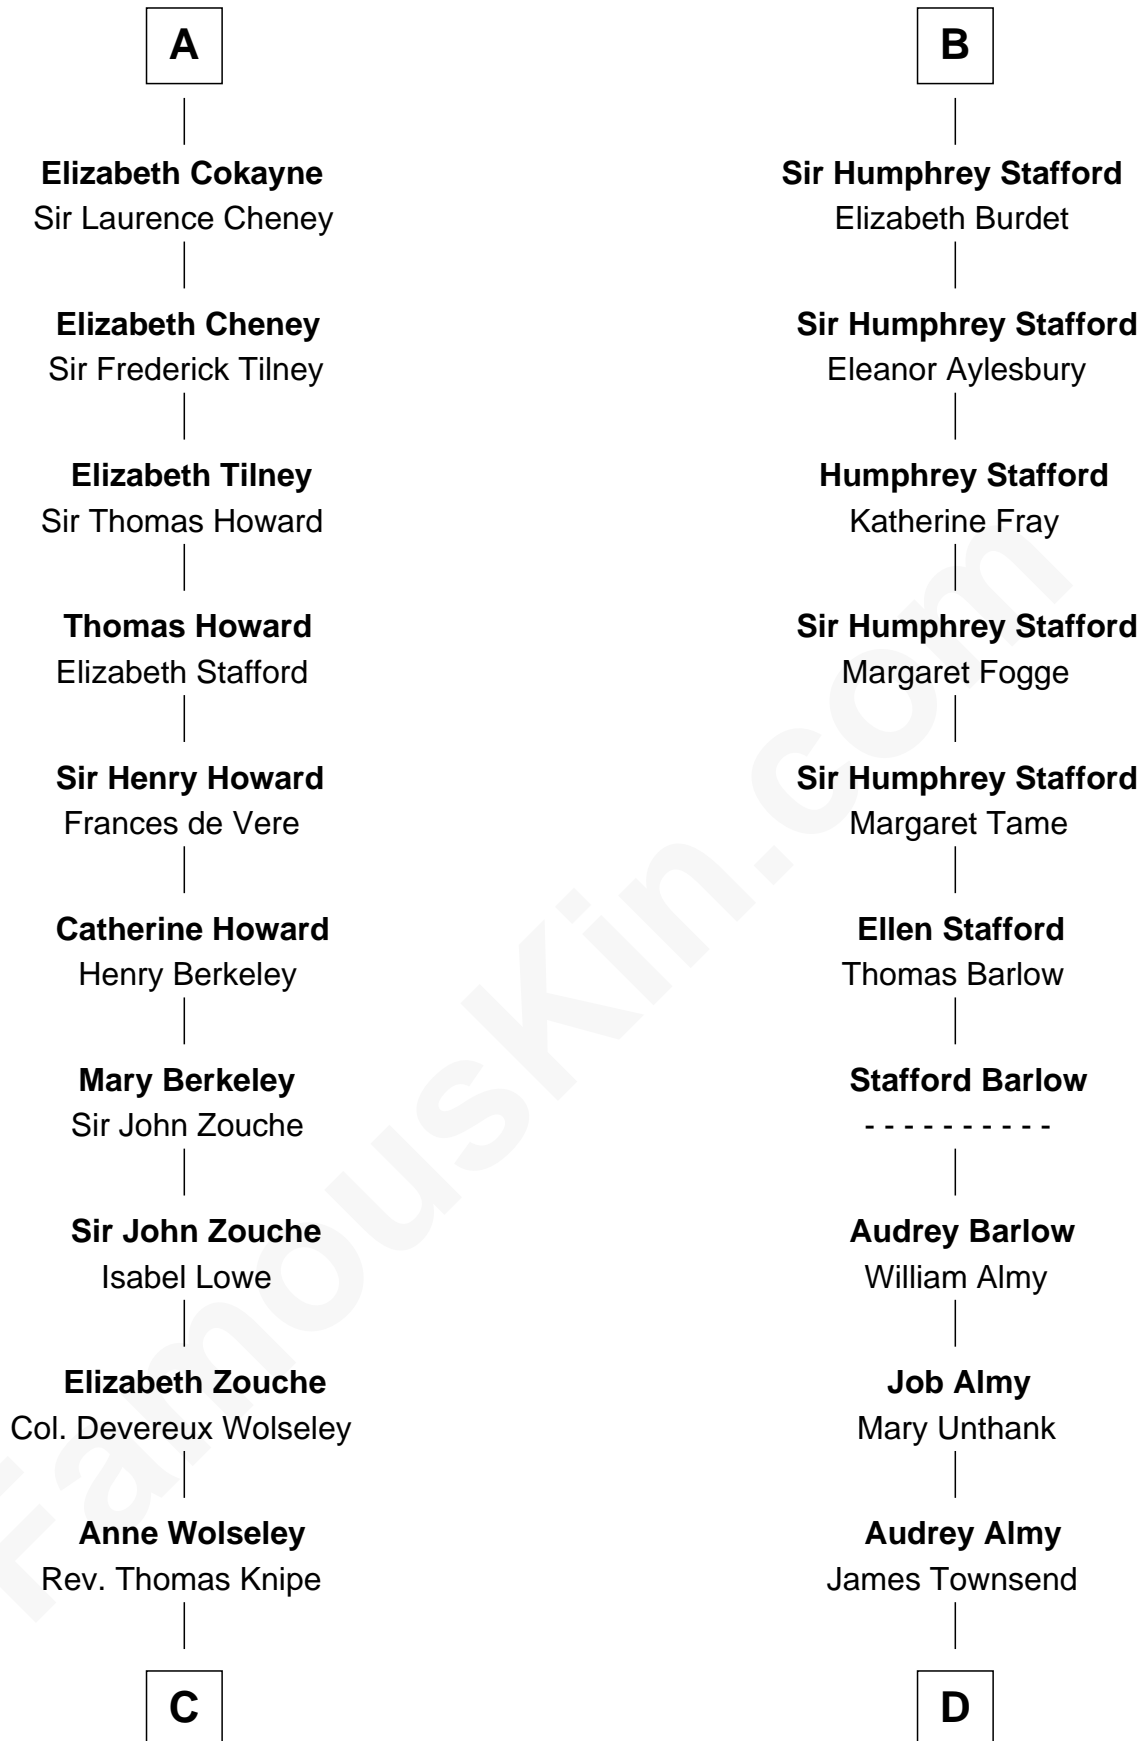 A
Elizabeth Cokayne
Sir Laurence Cheney
Elizabeth Cheney
Sir Frederick Tilney
Elizabeth Tilney
Sir Thomas Howard
Thomas Howard
Elizabeth Stafford
Sir Henry Howard
Frances de Vere
Catherine Howard
Henry Berkeley
Mary Berkeley
Sir John Zouche
Sir John Zouche
Isabel Lowe
Elizabeth Zouche
Col. Devereux Wolseley
Anne Wolseley
Rev. Thomas Knipe
C
B
Sir Humphrey Stafford
Elizabeth Burdet
Sir Humphrey Stafford
Eleanor Aylesbury
Humphrey Stafford
Katherine Fray
Sir Humphrey Stafford
Margaret Fogge
Sir Humphrey Stafford
Margaret Tame
Ellen Stafford
Thomas Barlow
Stafford Barlow
- - - - - - - - - -
Audrey Barlow
William Almy
Job Almy
Mary Unthank
Audrey Almy
James Townsend
D
FamousKin.com